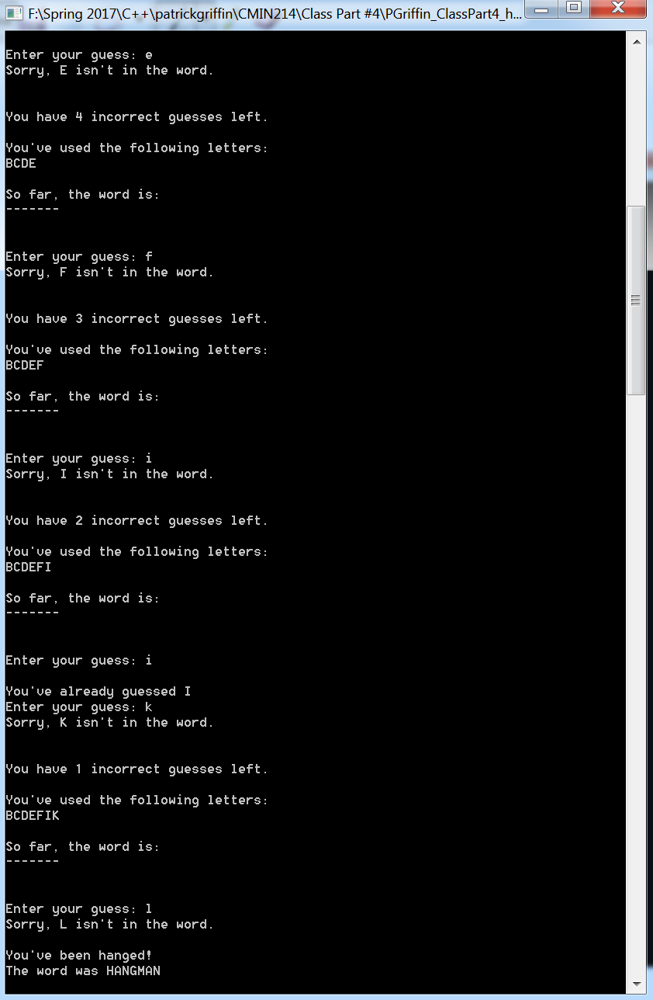 F:\Spring 2017\C++\patrickgriffin\CMIN214\Class Part #4\PGriffin_ClassPart4_h...
Enter your guess: e
Sorry, E isn't in the word.
You have 4 incorrect guesses left.
You've used the following letters:
BCDE
So far, the word is:
-------
Enter your guess: f
Sorry, F isn't in the word.
You have 3 incorrect guesses left.
You've used the following letters:
BCDEF
So far, the word is:
-------
Enter your guess: i
Sorry, I isn't in the word.
You have 2 incorrect guesses left.
You've used the following letters:
BCDEFI
So far, the word is:
-------
Enter your guess: i
You've already guessed I
Enter your guess: k
Sorry, K isn't in the word.
You have 1 incorrect guesses left.
You've used the following letters:
BCDEFIK
So far, the word is:
-------
Enter your guess: l
Sorry, L isn't in the word.
You've been hanged!
The word was HANGMAN